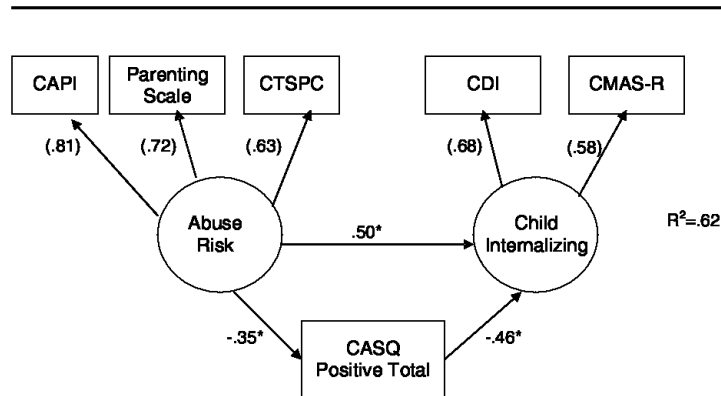 CAPI
Parenting
Scale
CTSPC
CDI
CMAS-R
(.81)
(.72)
(.63)
(.68)
(.58)
Abuse
Risk
Child
Internalizing
R²=.62
.50*
-.35*
CASQ
Positive Total
-.46*